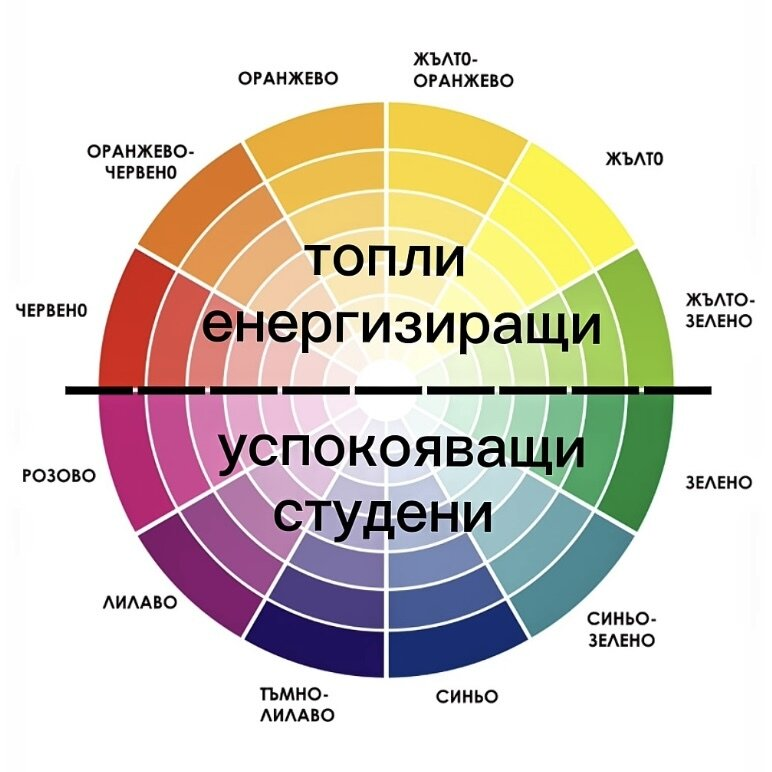 ЖЪЛТО-
ОРАНЖЕВО
ОРАНЖЕВО
ОРАНЖЕВО-
ЧЕРВЕНО
ЖЪЛТО
топли
енергизиращи
ЧЕРВЕНО
ЖЪЛТО-
ЗЕЛЕНО
успокояващи
студени
РОЗОВО
ЗЕЛЕНО
ЛИЛАВО
СИНЬО-
ЗЕЛЕНО
ТЪМНО-
ЛИЛАВО
СИНЬО